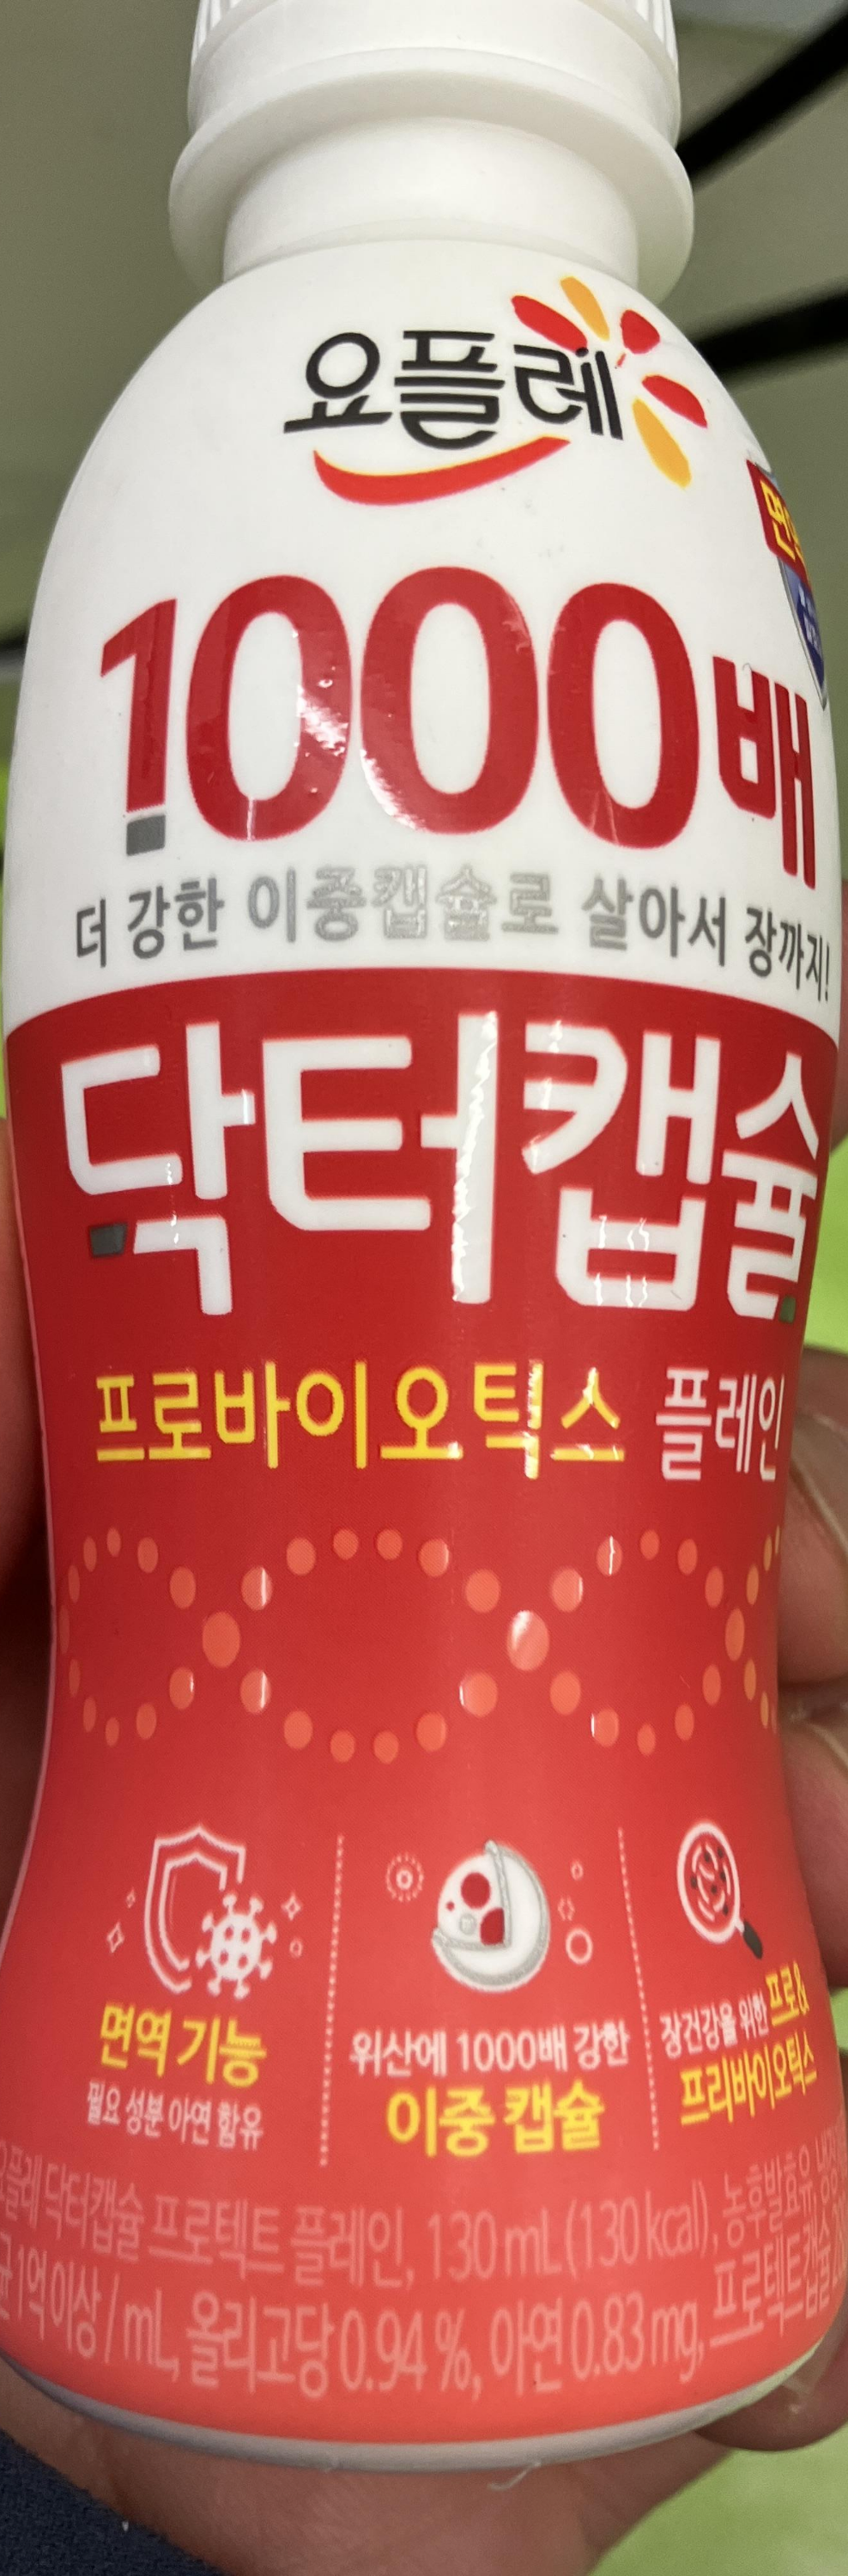 요플레
1000배
더 강한 이중캡슐로 살아서 장까지!
닥터캡슐
프로바이오틱스 플레인
면역 기능
필요 성분 아연 함유
위산에 1000배 강한
이중 캡슐
장건강을 위한 프로&
프리바이오틱스
요플레 닥터캡슐 프로텍트 플레인, 130 mL (130 kcal), 농후발효유,
1억 이상 / mL, 올리고당 0.94 %, 아연 0.83 mg, 프로텍트캡슐